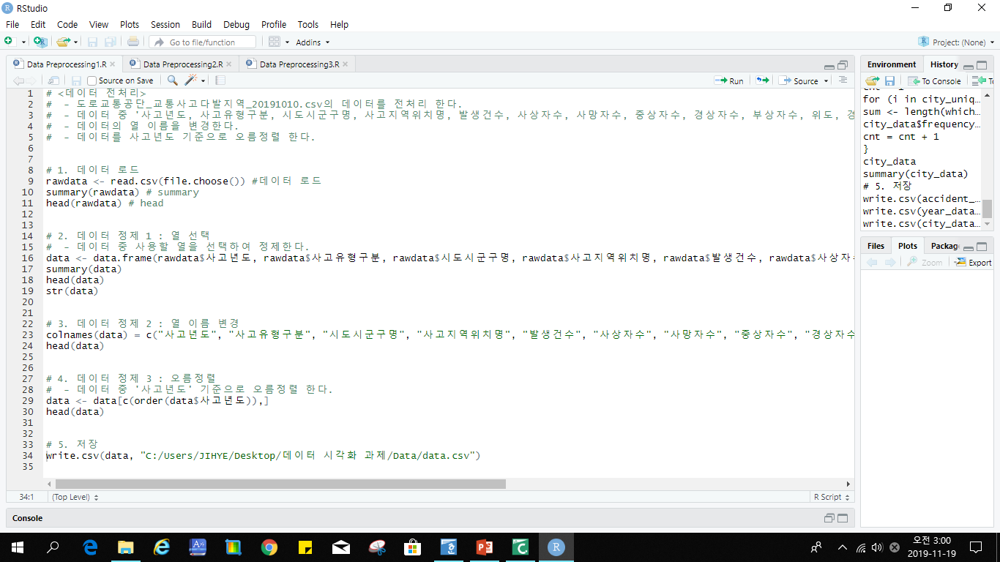 RStudio
File Edit Code View Plots Session Build Debug Profile Tools Help
Go to file/function
Addins
Project: (None)
Data Preprocessing1.R
Data Preprocessing2.R
Data Preprocessing3.R
Source on Save
Run
Source
1 # <데이터 전처리>
2 # - 도로교통공단_교통사고다발지역_20191010.csv의 데이터를 전처리 한다.
3 # - 데이터 중 '사고년도, 사고유형구분, 시도시군구명, 사고지역위치명, 발생건수, 사상자수, 사망자수, 중상자수, 경상자수, 부상자수, 위도, 경
4 # - 데이터의 열 이름을 변경한다.
5 # - 데이터를 사고년도 기준으로 오름정렬 한다.
6
7
8 # 1. 데이터 로드
9 rawdata <- read.csv(file.choose()) #데이터 로드
10 summary(rawdata) # summary
11 head(rawdata) # head
12
13
14 # 2. 데이터 정제 1 : 열 선택
15 # - 데이터 중 사용할 열을 선택하여 정제한다.
16 data <- data.frame(rawdata$사고년도, rawdata$사고유형구분, rawdata$시도시군구명, rawdata$사고지역위치명, rawdata$발생건수, rawdata$사상자
17 summary(data)
18 head(data)
19 str(data)
20
21
22 # 3. 데이터 정제 2 : 열 이름 변경
23 colnames(data) = c("사고년도", "사고유형구분", "시도시군구명", "사고지역위치명", "발생건수", "사상자수", "사망자수", "중상자수", "경상자수
24 head(data)
25
26
27 # 4. 데이터 정제 3 : 오름정렬
28 # - 데이터 중 '사고년도' 기준으로 오름정렬 한다.
29 data <- data[c(order(data$사고년도)),]
30 head(data)
31
32
33 # 5. 저장
34 write.csv(data, "C:/Users/JIHYE/Desktop/데이터 시각화 과제/Data/data.csv")
35
34:1 (Top Level) R Script
Console
Environment History
To Console
for (i in city_uniq…
sum <- length(which…
city_data$frequency…
cnt = cnt + 1
}
city_data
summary(city_data)
# 5. 저장
write.csv(accident_…
write.csv(year_data…
write.csv(city_data…
Files Plots Packag
Zoom Export
오전 3:00
2019-11-19